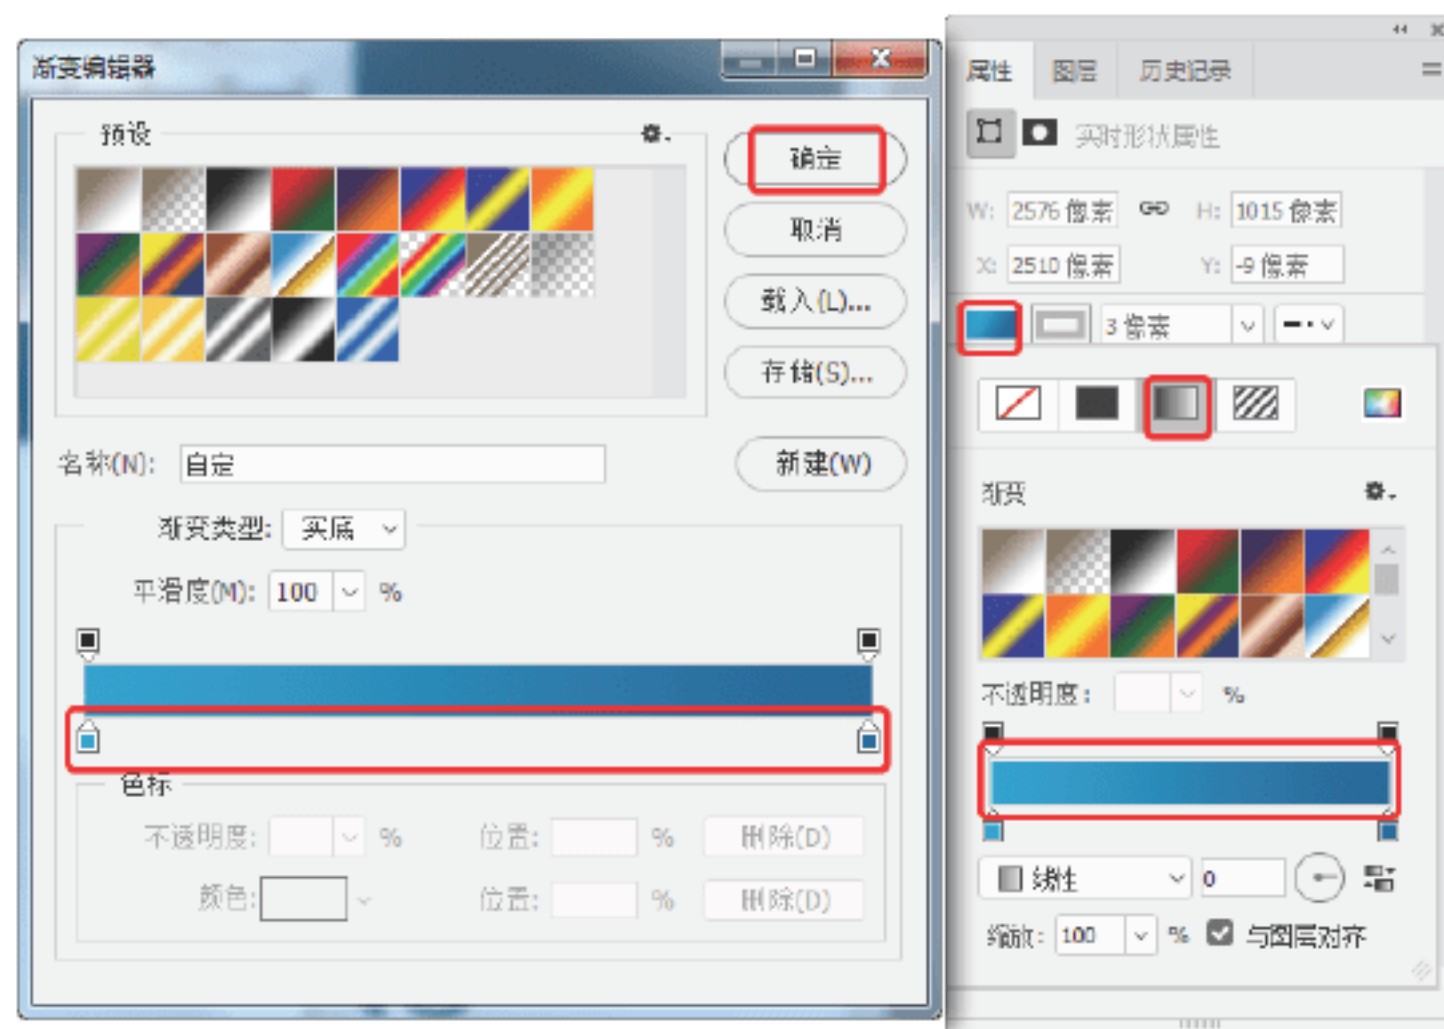 渐变编辑器
预设
确定
取消
载入(L)...
存储(S)...
名称(N): 自定
新建(W)
渐变类型: 实底
平滑度(M): 100 %
色标
不透明度: % 位置: % 删除(D)
颜色: 位置: % 删除(D)
属性 图层 历史记录
实时形状属性
W: 2576 像素 H: 1015 像素
X: 2510 像素 Y: -9 像素
3 像素
渐变
不透明度: %
线性 0
缩放: 100 % 与图层对齐